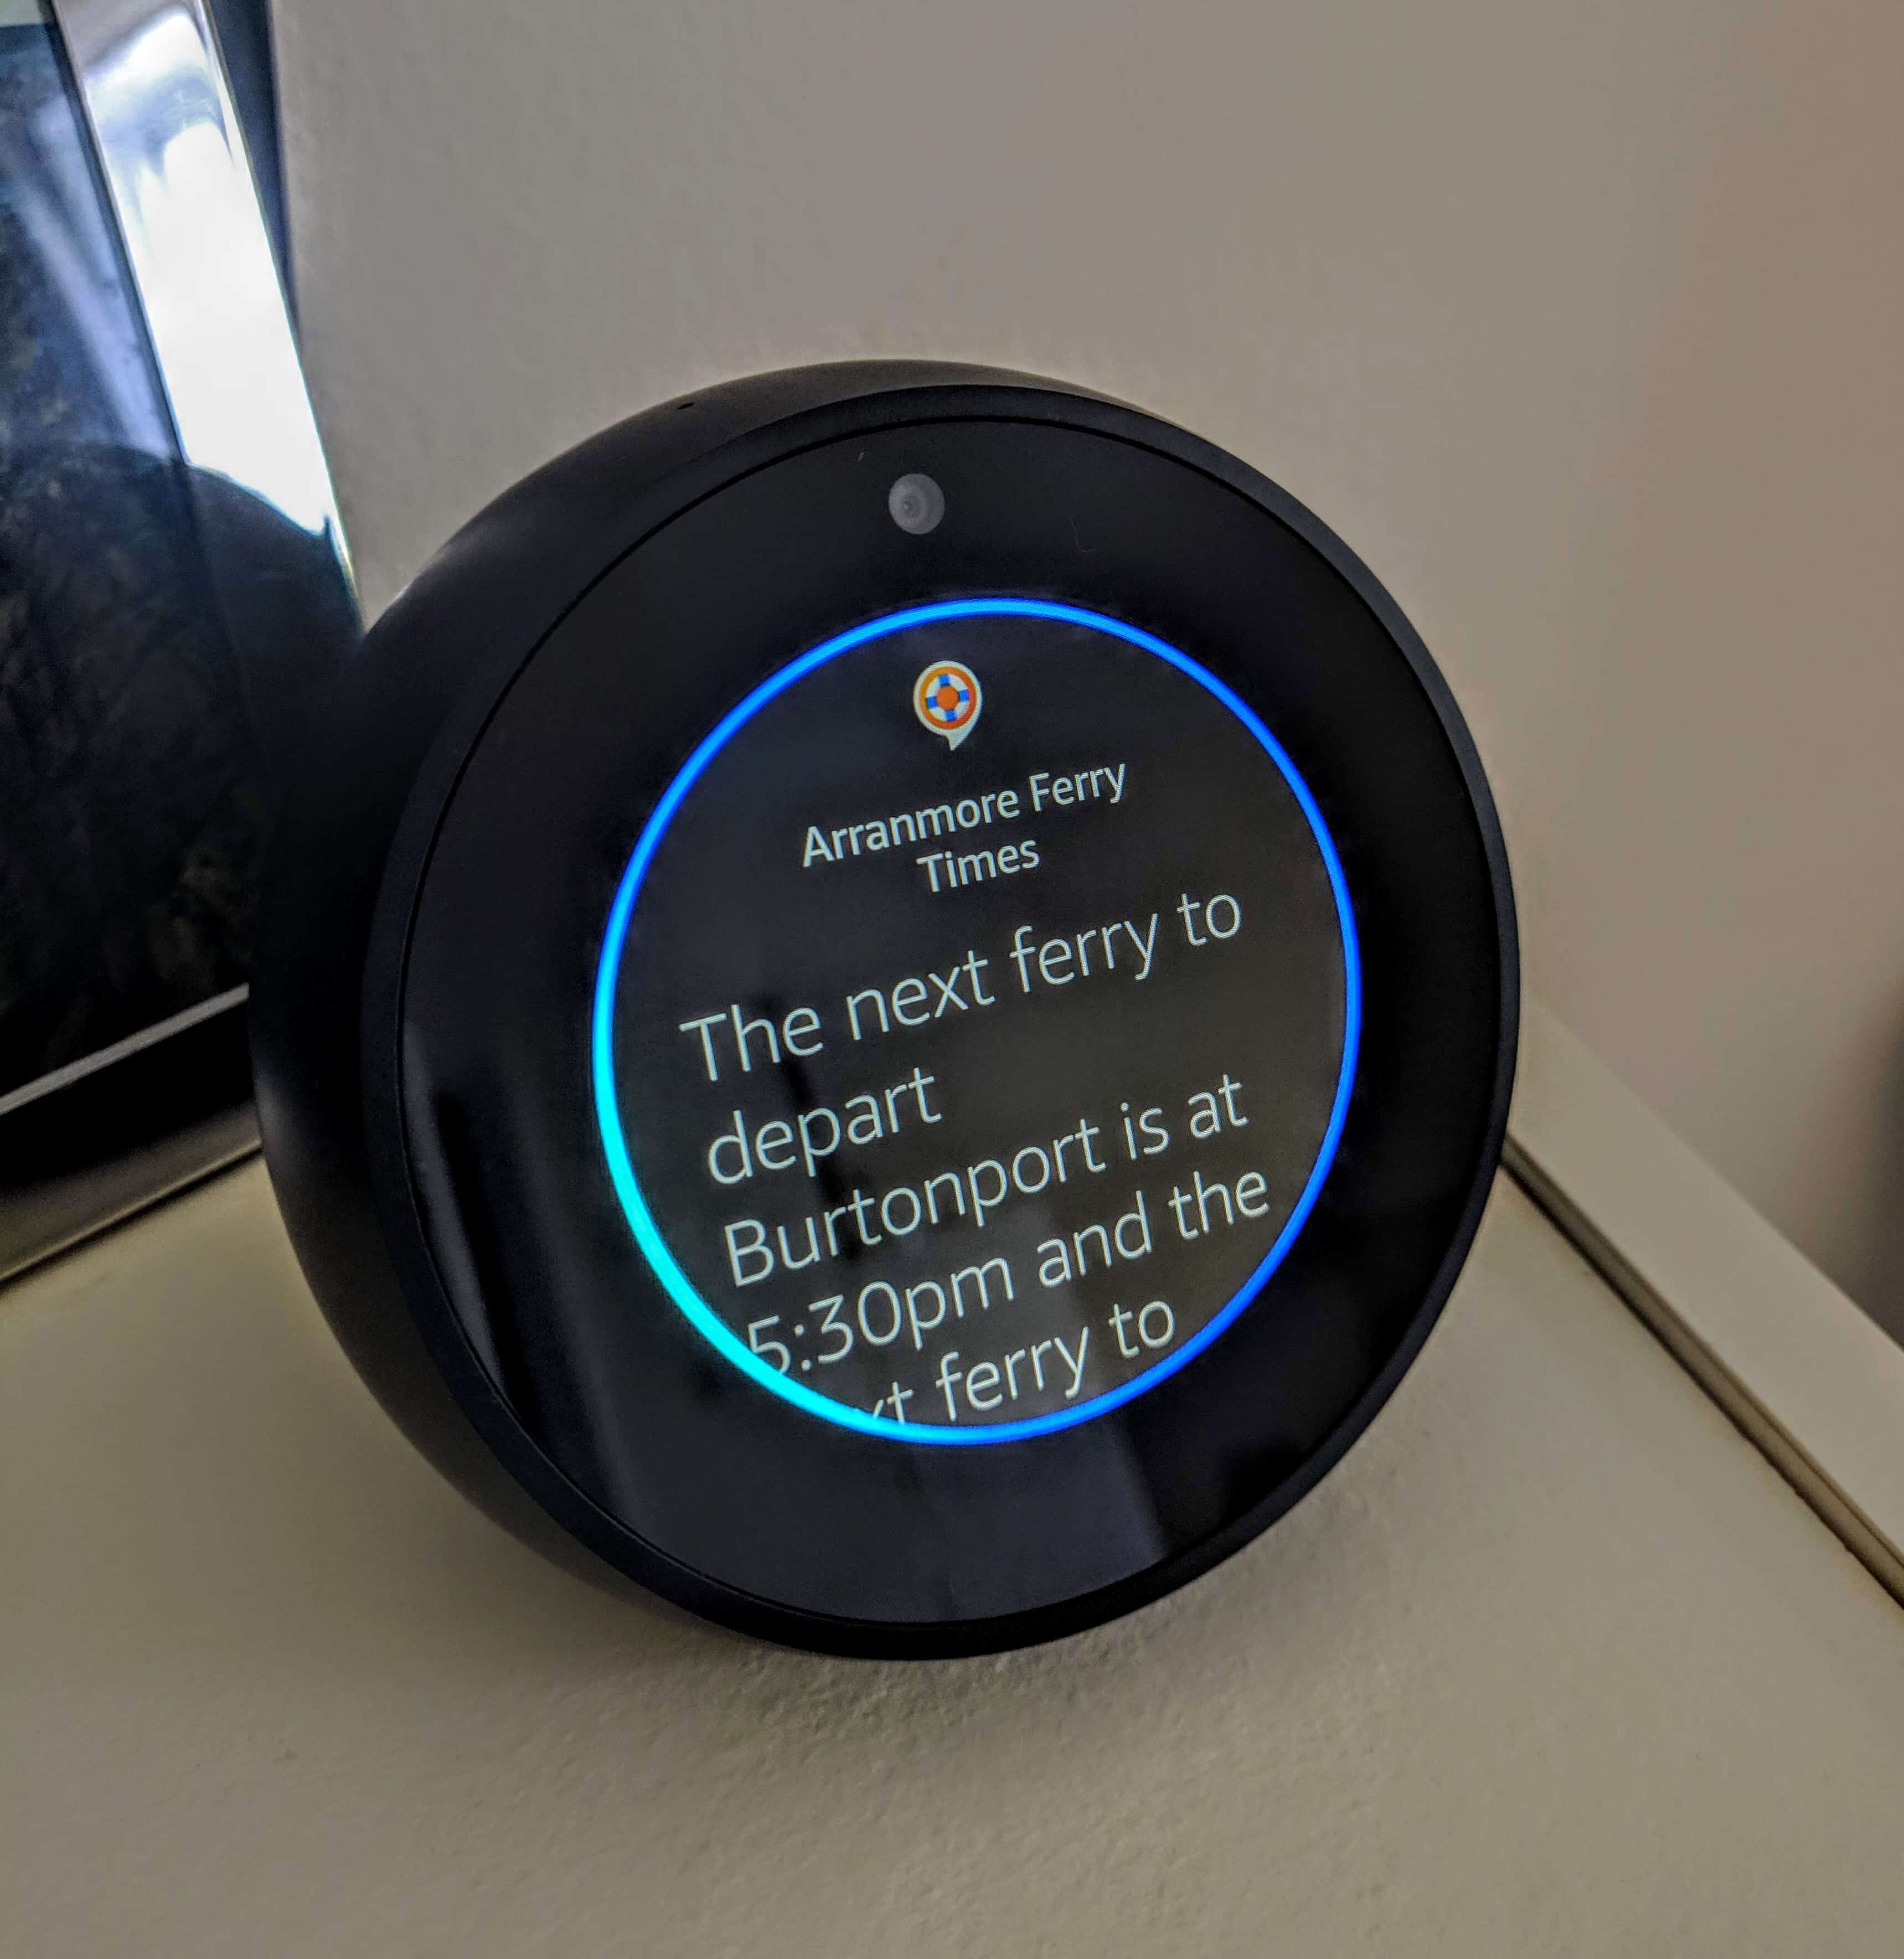 Arranmore Ferry
Times
The next ferry to
depart
Burtonport is at
5:30pm and the
ferry to